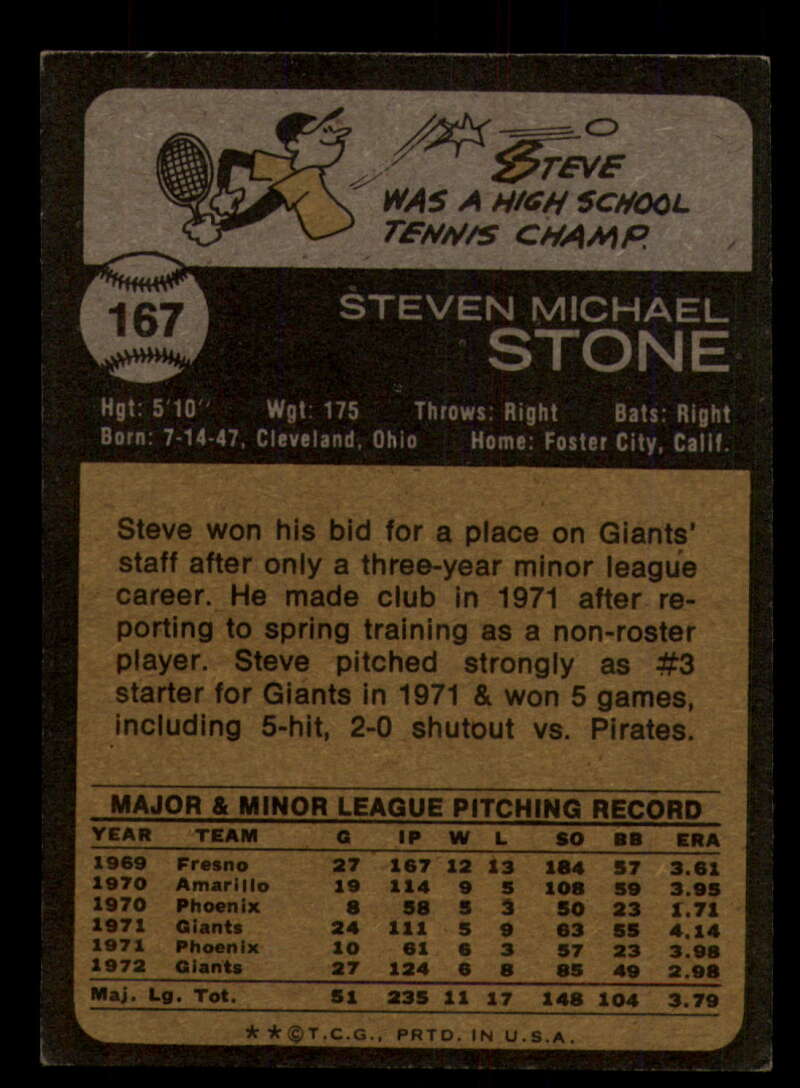 STEVE
WAS A HIGH SCHOOL
TENNIS CHAMP.
167
STEVEN MICHAEL
STONE
Hgt: 5'10" Wgt: 175 Throws: Right Bats: Right
Born: 7-14-47, Cleveland, Ohio Home: Foster City, Calif.
Steve won his bid for a place on Giants'
staff after only a three-year minor league
career. He made club in 1971 after re-
porting to spring training as a non-roster
player. Steve pitched strongly as #3
starter for Giants in 1971 & won 5 games,
including 5-hit, 2-0 shutout vs. Pirates.
MAJOR & MINOR LEAGUE PITCHING RECORD
YEAR TEAM G IP W L SO BB ERA
1969 Fresno 27 167 12 13 184 57 3.61
1970 Amarillo 19 114 9 5 108 59 3.95
1970 Phoenix 8 58 5 3 50 23 1.71
1971 Giants 24 111 5 9 63 55 4.14
1971 Phoenix 10 61 6 3 57 23 3.98
1972 Giants 27 124 6 8 85 49 2.98
Maj. Lg. Tot. 51 235 11 17 148 104 3.79
* * © T.C.G., PRTD. IN U.S.A.